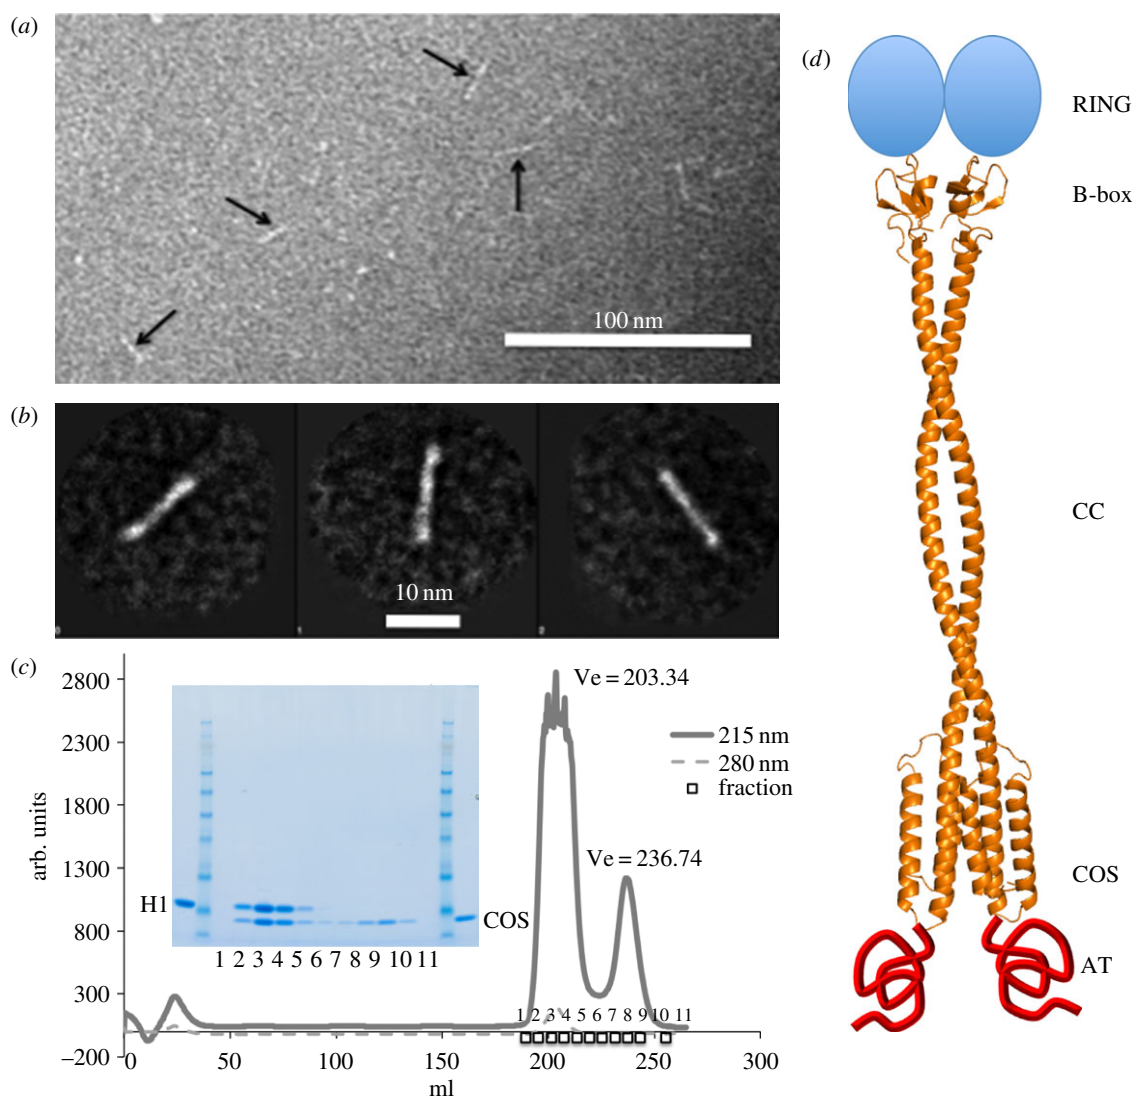 (a)
100 nm
(b)
10 nm
0
1
2
(c)
2800
2300
1800
1300
800
300
−200
arb. units
Ve = 203.34
215 nm
280 nm
fraction
Ve = 236.74
H1
COS
1 2 3 4 5 6 7 8 9 10 11
1 2 3 4 5 6 7 8 9 10 11
0 50 100 150 200 250 300
ml
(d)
RING
B-box
CC
COS
AT